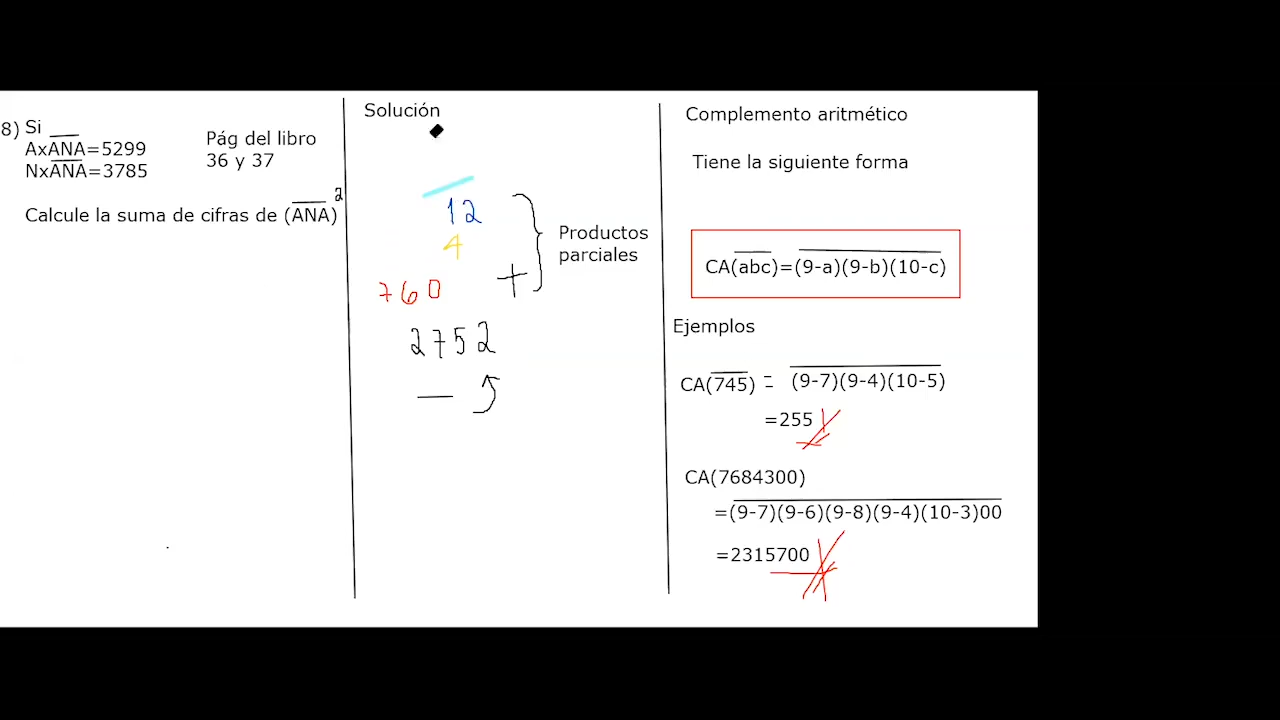 8) Si
AxANA=5299
NxANA=3785
Pág del libro
36 y 37
Calcule la suma de cifras de (ANA)²
Solución
12
4
760 +
2752
Productos
parciales
Complemento aritmético
Tiene la siguiente forma
CA(abc)=(9-a)(9-b)(10-c)
Ejemplos
CA(745) = (9-7)(9-4)(10-5)
=255
CA(7684300)
=(9-7)(9-6)(9-8)(9-4)(10-3)00
=2315700